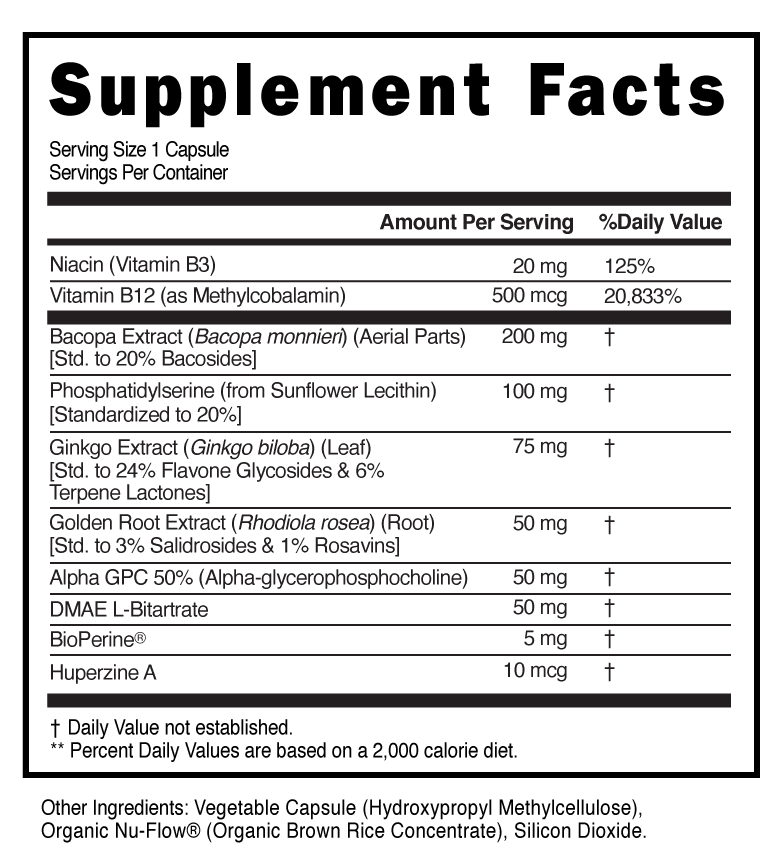 Supplement Facts
Serving Size 1 Capsule
Servings Per Container
Amount Per Serving %Daily Value
Niacin (Vitamin B3) 20 mg 125%
Vitamin B12 (as Methylcobalamin) 500 mcg 20,833%
Bacopa Extract (Bacopa monnieri) (Aerial Parts) 200 mg †
[Std. to 20% Bacosides]
Phosphatidylserine (from Sunflower Lecithin) 100 mg †
[Standardized to 20%]
Ginkgo Extract (Ginkgo biloba) (Leaf) 75 mg †
[Std. to 24% Flavone Glycosides & 6%
Terpene Lactones]
Golden Root Extract (Rhodiola rosea) (Root) 50 mg †
[Std. to 3% Salidrosides & 1% Rosavins]
Alpha GPC 50% (Alpha-glycerophosphocholine) 50 mg †
DMAE L-Bitartrate 50 mg †
BioPerine® 5 mg †
Huperzine A 10 mcg †
† Daily Value not established.
** Percent Daily Values are based on a 2,000 calorie diet.
Other Ingredients: Vegetable Capsule (Hydroxypropyl Methylcellulose),
Organic Nu-Flow® (Organic Brown Rice Concentrate), Silicon Dioxide.